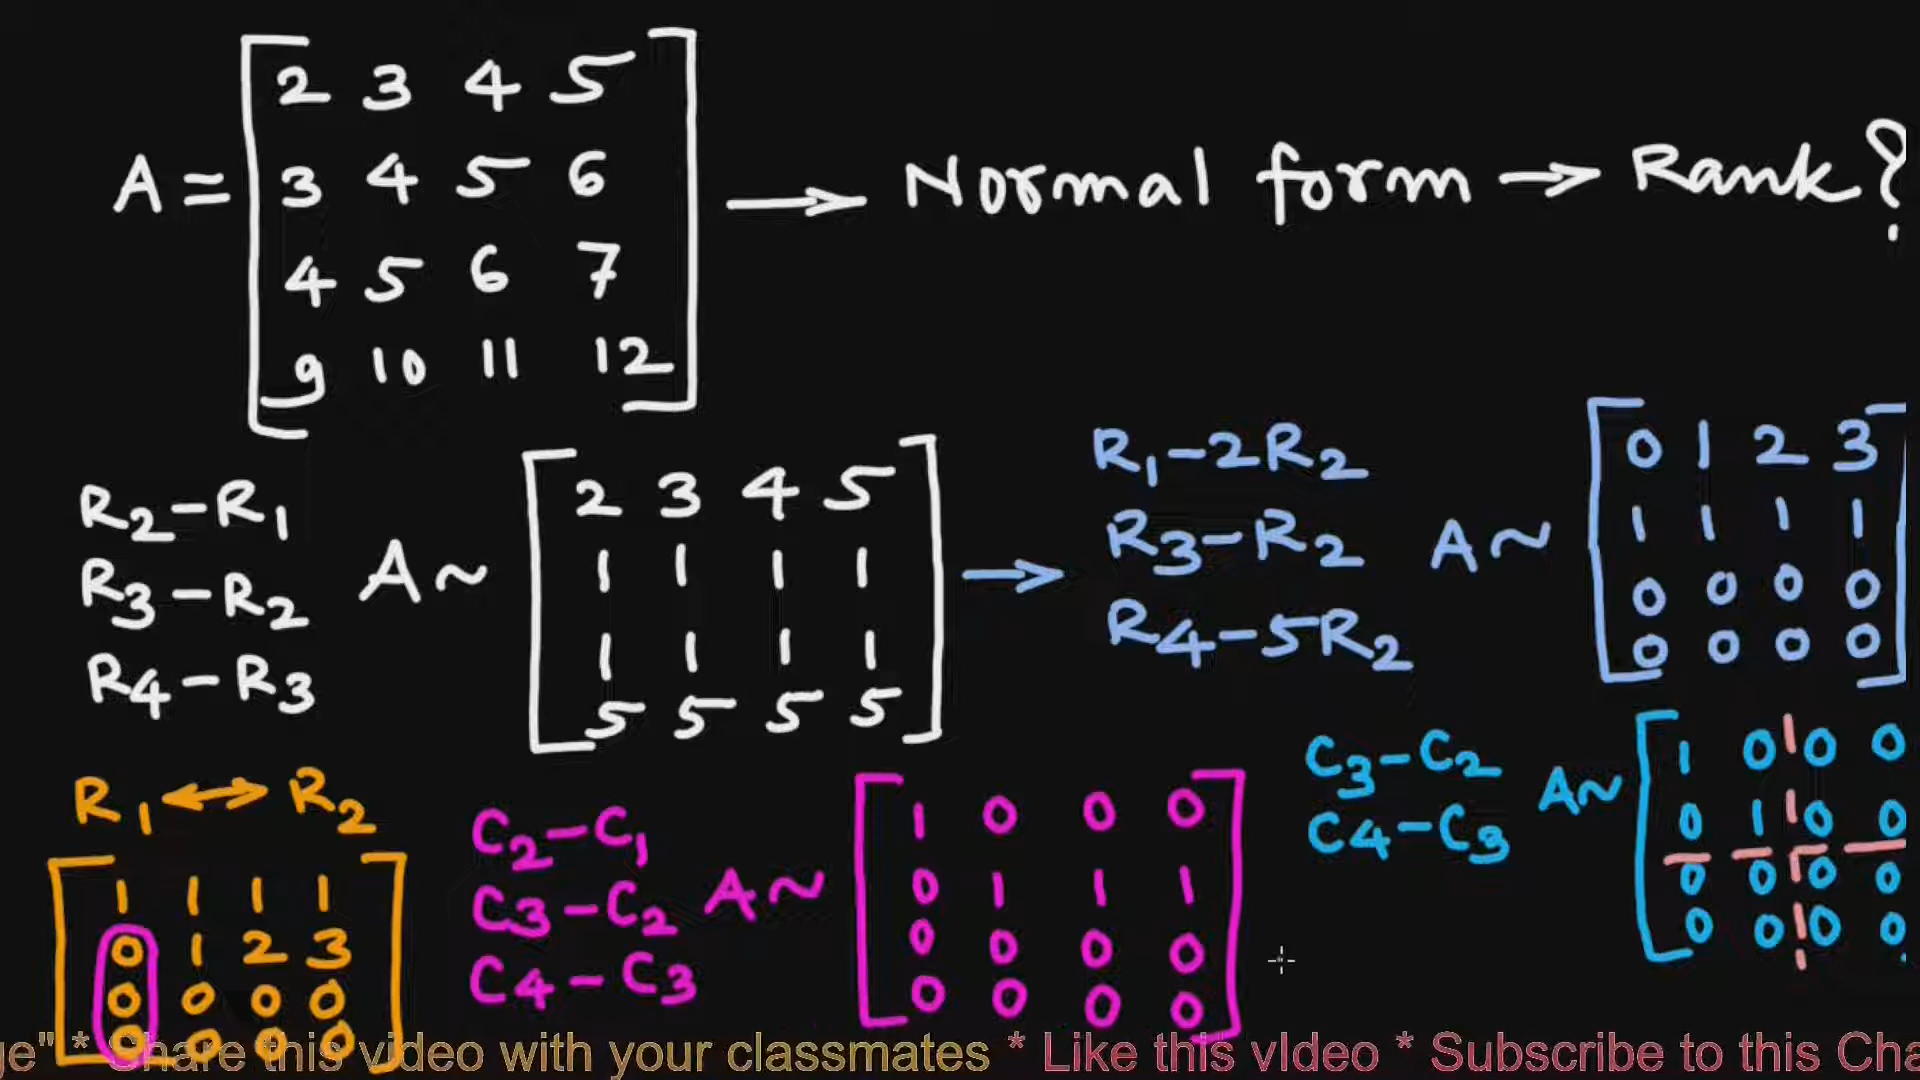 2 3 4 5
A = 3 4 5 6 → Normal form → Rank?
4 5 6 7
9 10 11 12
R2-R1
R3-R2
R4-R3
A~
2 3 4 5
1 1 1 1
1 1 1 1
5 5 5 5
→
R1-2R2
R3-R2
R4-5R2
A~
0 1 2 3
1 1 1 1
0 0 0 0
0 0 0 0
R1 ↔ R2
1 1 1 1
0 1 2 3
0 0 0 0
0 0 0 0
C2-C1
C3-C2
C4-C3
A~
1 0 0 0
0 1 1 1
0 0 0 0
0 0 0 0
C3-C2
C4-C3
A~
1 0 0 0
0 1 0 0
0 0 0 0
0 0 0 0
ge" * Share this video with your classmates * Like this vIdeo * Subscribe to this Cha